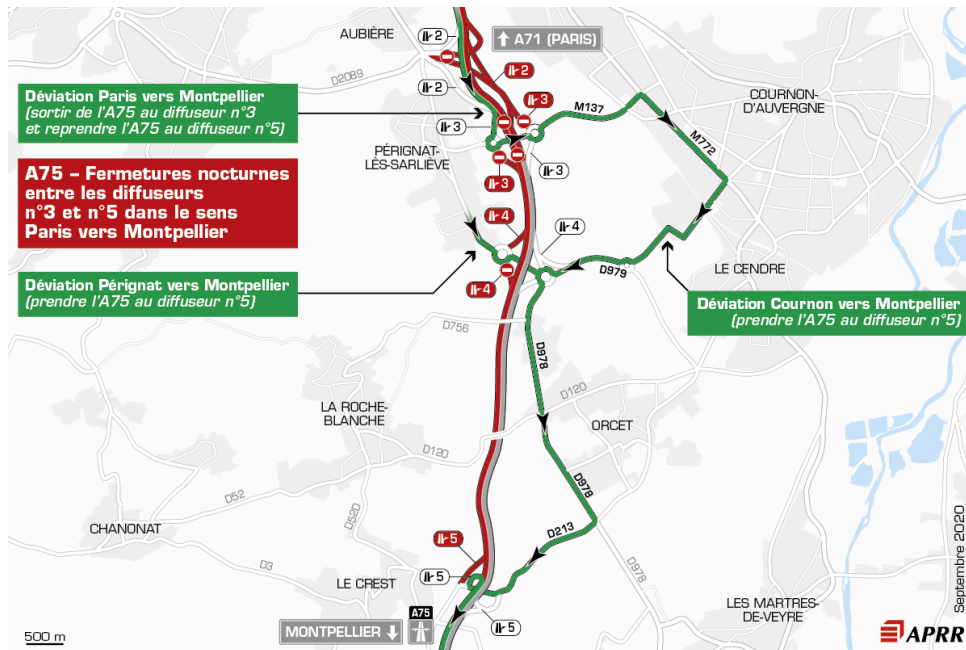 AUBIÈRE
2
A71 (PARIS)
2
D2089
2
Déviation Paris vers Montpellier
(sortir de l'A75 au diffuseur n°3
et reprendre l'A75 au diffuseur n°5)
3
M137
COURNON-
D'AUVERGNE
3
PÉRIGNAT-
LÈS-SARLIÈVE
M772
3
3
A75 – Fermetures nocturnes
entre les diffuseurs
n°3 et n°5 dans le sens
Paris vers Montpellier
4
4
D979
LE CENDRE
Déviation Pérignat vers Montpellier
(prendre l'A75 au diffuseur n°5)
4
Déviation Cournon vers Montpellier
(prendre l'A75 au diffuseur n°5)
D756
D978
D120
LA ROCHE-
BLANCHE
ORCET
D120
D978
D52
D520
CHANONAT
D213
5
D3
D978
LE CREST
5
Septembre 2020
A75
LES MARTRES-
DE-VEYRE
MONTPELLIER
5
500 m
APRR